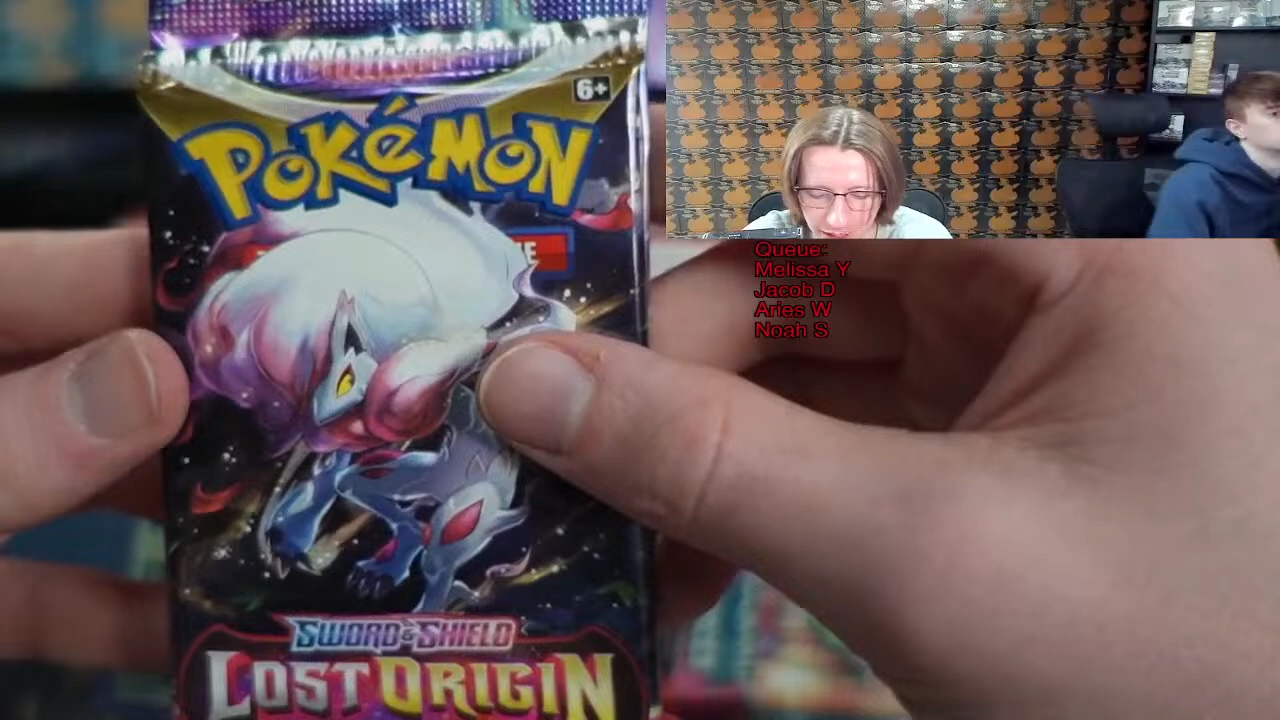 6+
POKéMON
SWORD & SHIELD
LOST ORIGIN
Queue:
Melissa Y
Jacob D
Aries W
Noah S